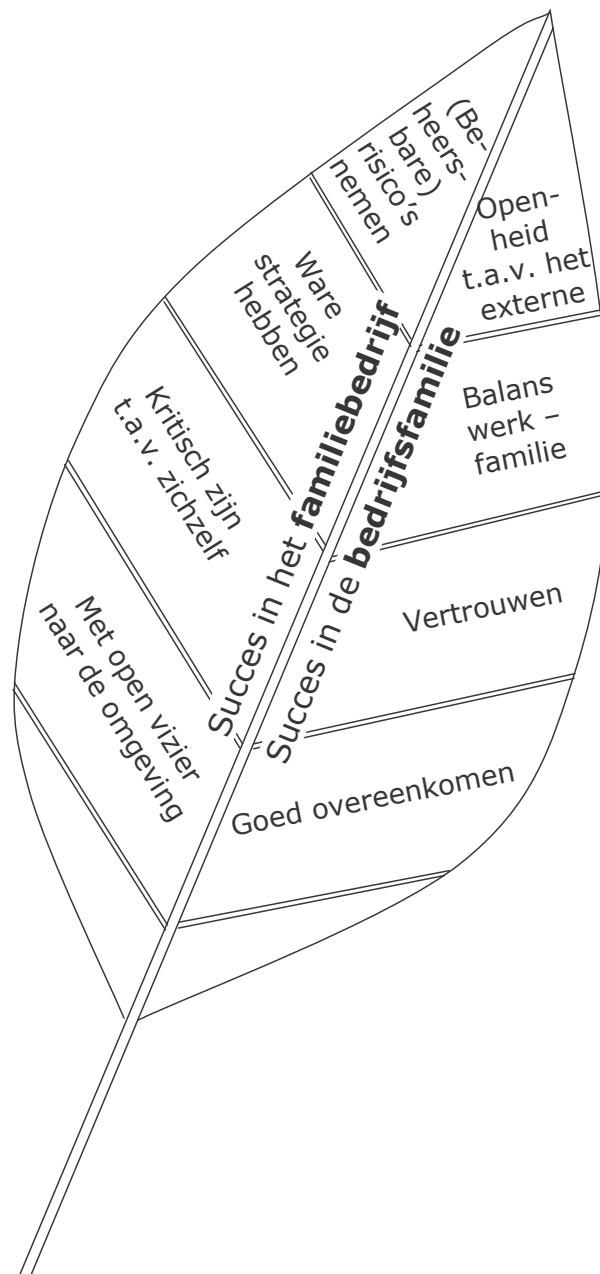 (Be-
heers-
bare)
risico's
nemen
Open-
heid
t.a.v. het
externe
Ware
strategie
hebben
Balans
werk –
familie
Kritisch zijn
t.a.v. zichzelf
Succes in het familiebedrijf
Succes in de bedrijfsfamilie
Vertrouwen
Met open vizier
naar de omgeving
Goed overeenkomen